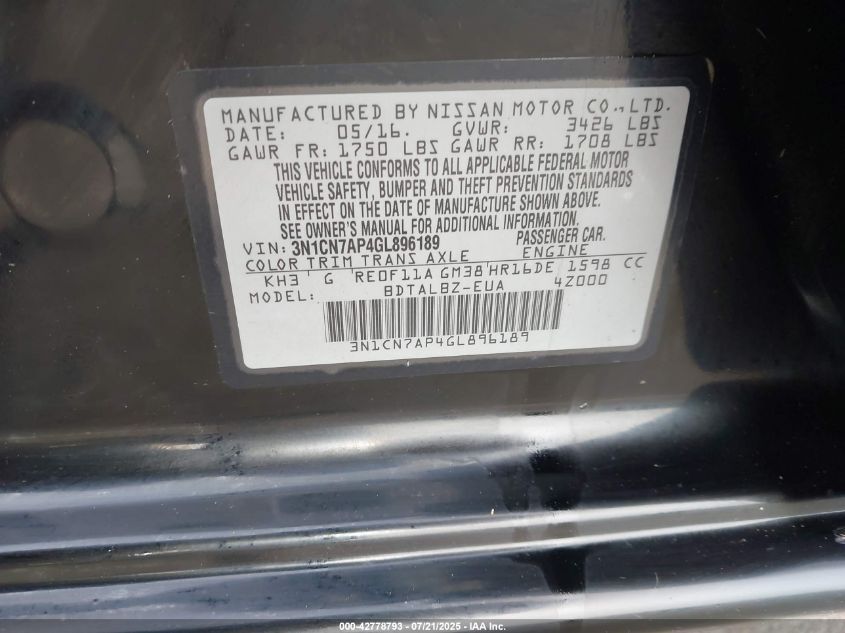 MANUFACTURED BY NISSAN MOTOR CO., LTD.
DATE: 05/16. GVWR: 3426 LBS
GAWR FR: 1750 LBS GAWR RR: 1708 LBS
THIS VEHICLE CONFORMS TO ALL APPLICABLE FEDERAL MOTOR
VEHICLE SAFETY, BUMPER AND THEFT PREVENTION STANDARDS
IN EFFECT ON THE DATE OF MANUFACTURE SHOWN ABOVE.
SEE OWNER'S MANUAL FOR ADDITIONAL INFORMATION.
VIN: 3N1CN7AP4GL896189 PASSENGER CAR.
COLOR TRIM TRANS AXLE ENGINE
KH3 G RE0F11A GM38 HR16DE 1598 CC
MODEL: BDTALBZ-EUA 4Z000
3N1CN7AP4GL896189
000-42778793 - 07/21/2025 - IAA Inc.